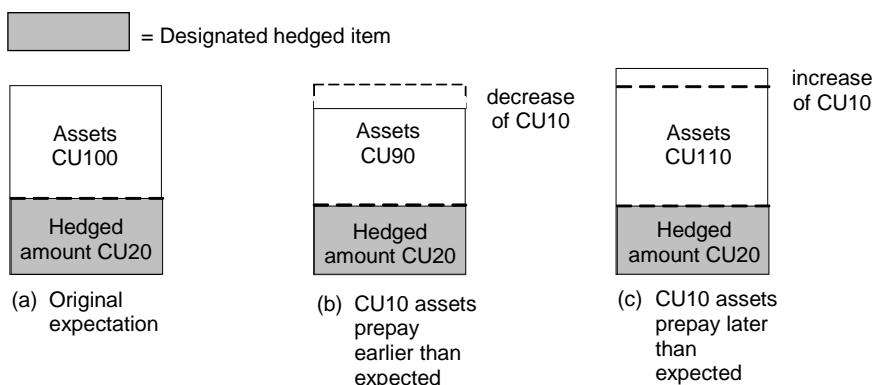 = Designated hedged item
Assets
CU100
Hedged
amount CU20
(a) Original
expectation
decrease
of CU10
Assets
CU90
Hedged
amount CU20
(b) CU10 assets
prepay
earlier than
expected
increase
of CU10
Assets
CU110
Hedged
amount CU20
(c) CU10 assets
prepay later
than
expected